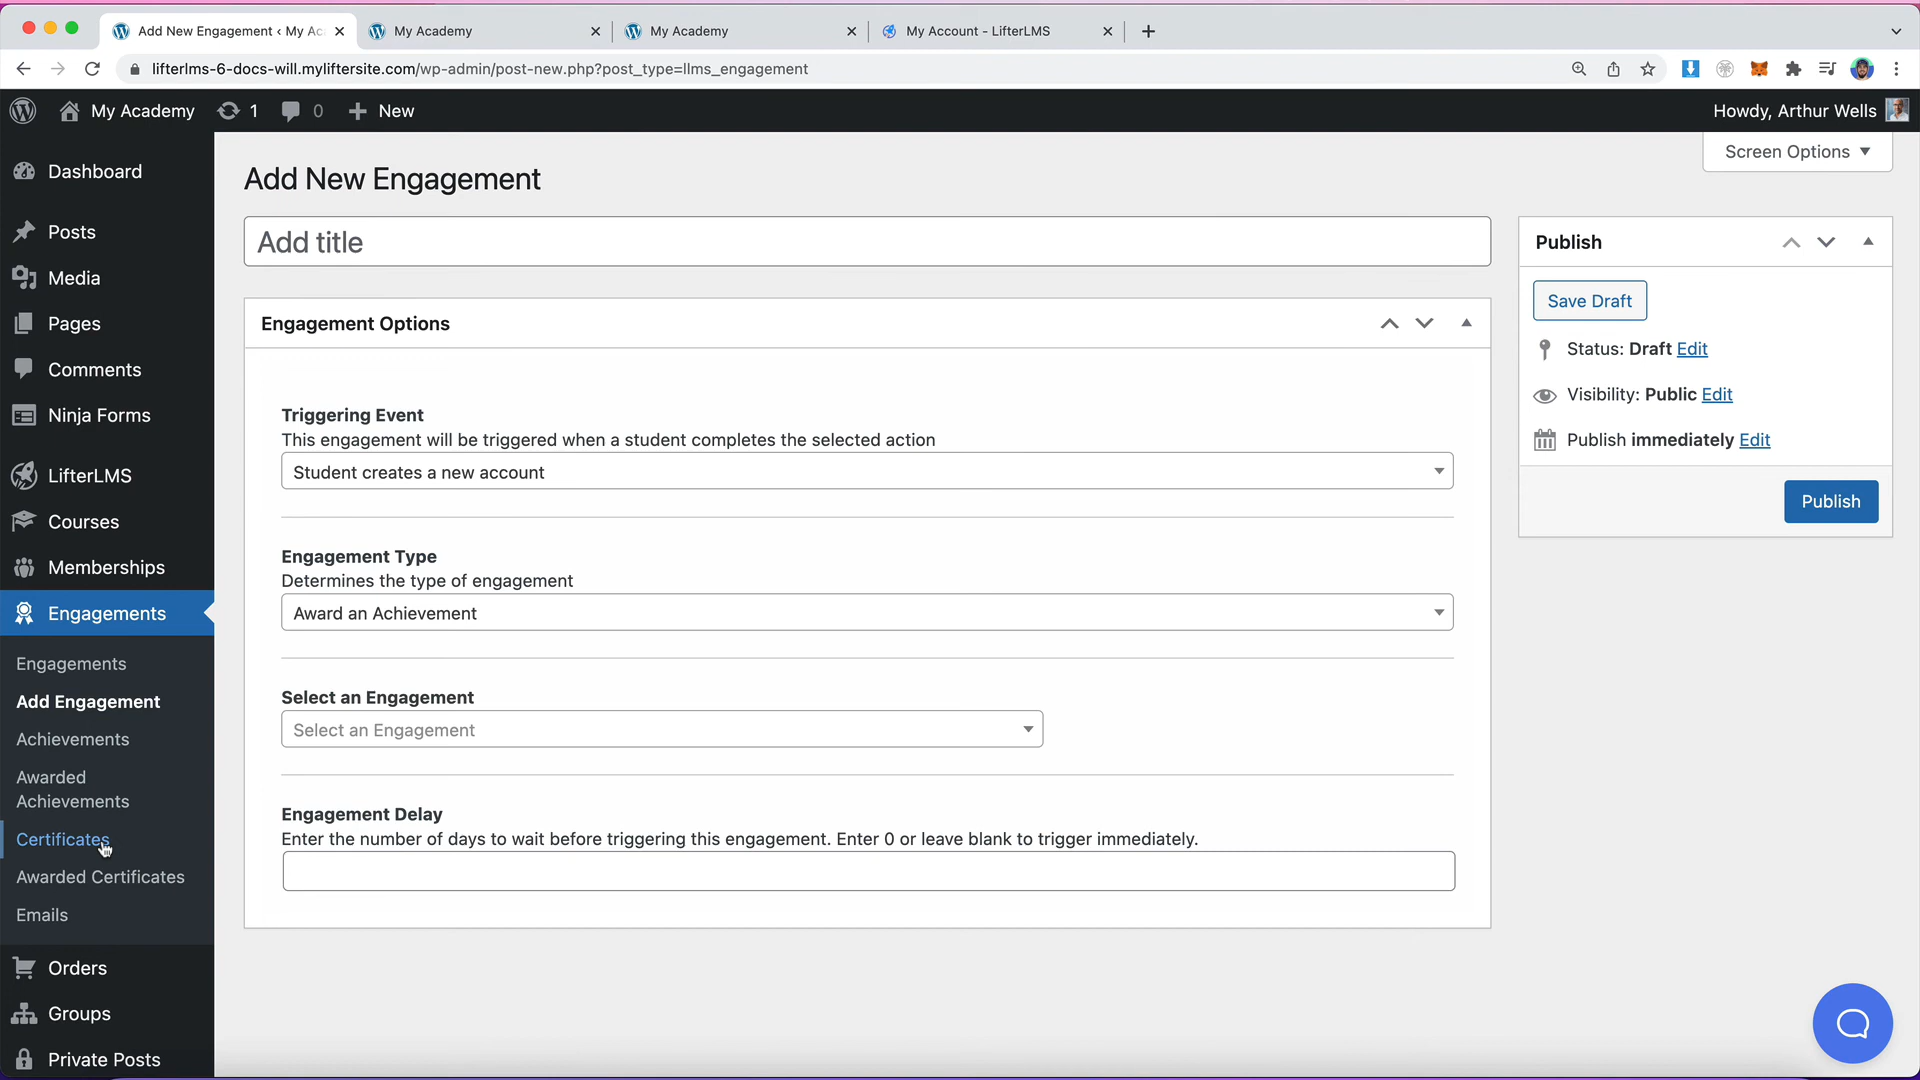 Add New Engagement ‹ My Ac
My Academy
My Academy
My Account - LifterLMS
lifterlms-6-docs-will.myliftersite.com/wp-admin/post-new.php?post_type=llms_engagement
My Academy
1
0
New
Howdy, Arthur Wells
Screen Options
Dashboard
Posts
Media
Pages
Comments
Ninja Forms
LifterLMS
Courses
Memberships
Engagements
Engagements
Add Engagement
Achievements
Awarded
Achievements
Certificates
Awarded Certificates
Emails
Orders
Groups
Private Posts
Add New Engagement
Add title
Engagement Options
Triggering Event
This engagement will be triggered when a student completes the selected action
Student creates a new account
Engagement Type
Determines the type of engagement
Award an Achievement
Select an Engagement
Select an Engagement
Engagement Delay
Enter the number of days to wait before triggering this engagement. Enter 0 or leave blank to trigger immediately.
Publish
Save Draft
Status: Draft Edit
Visibility: Public Edit
Publish immediately Edit
Publish